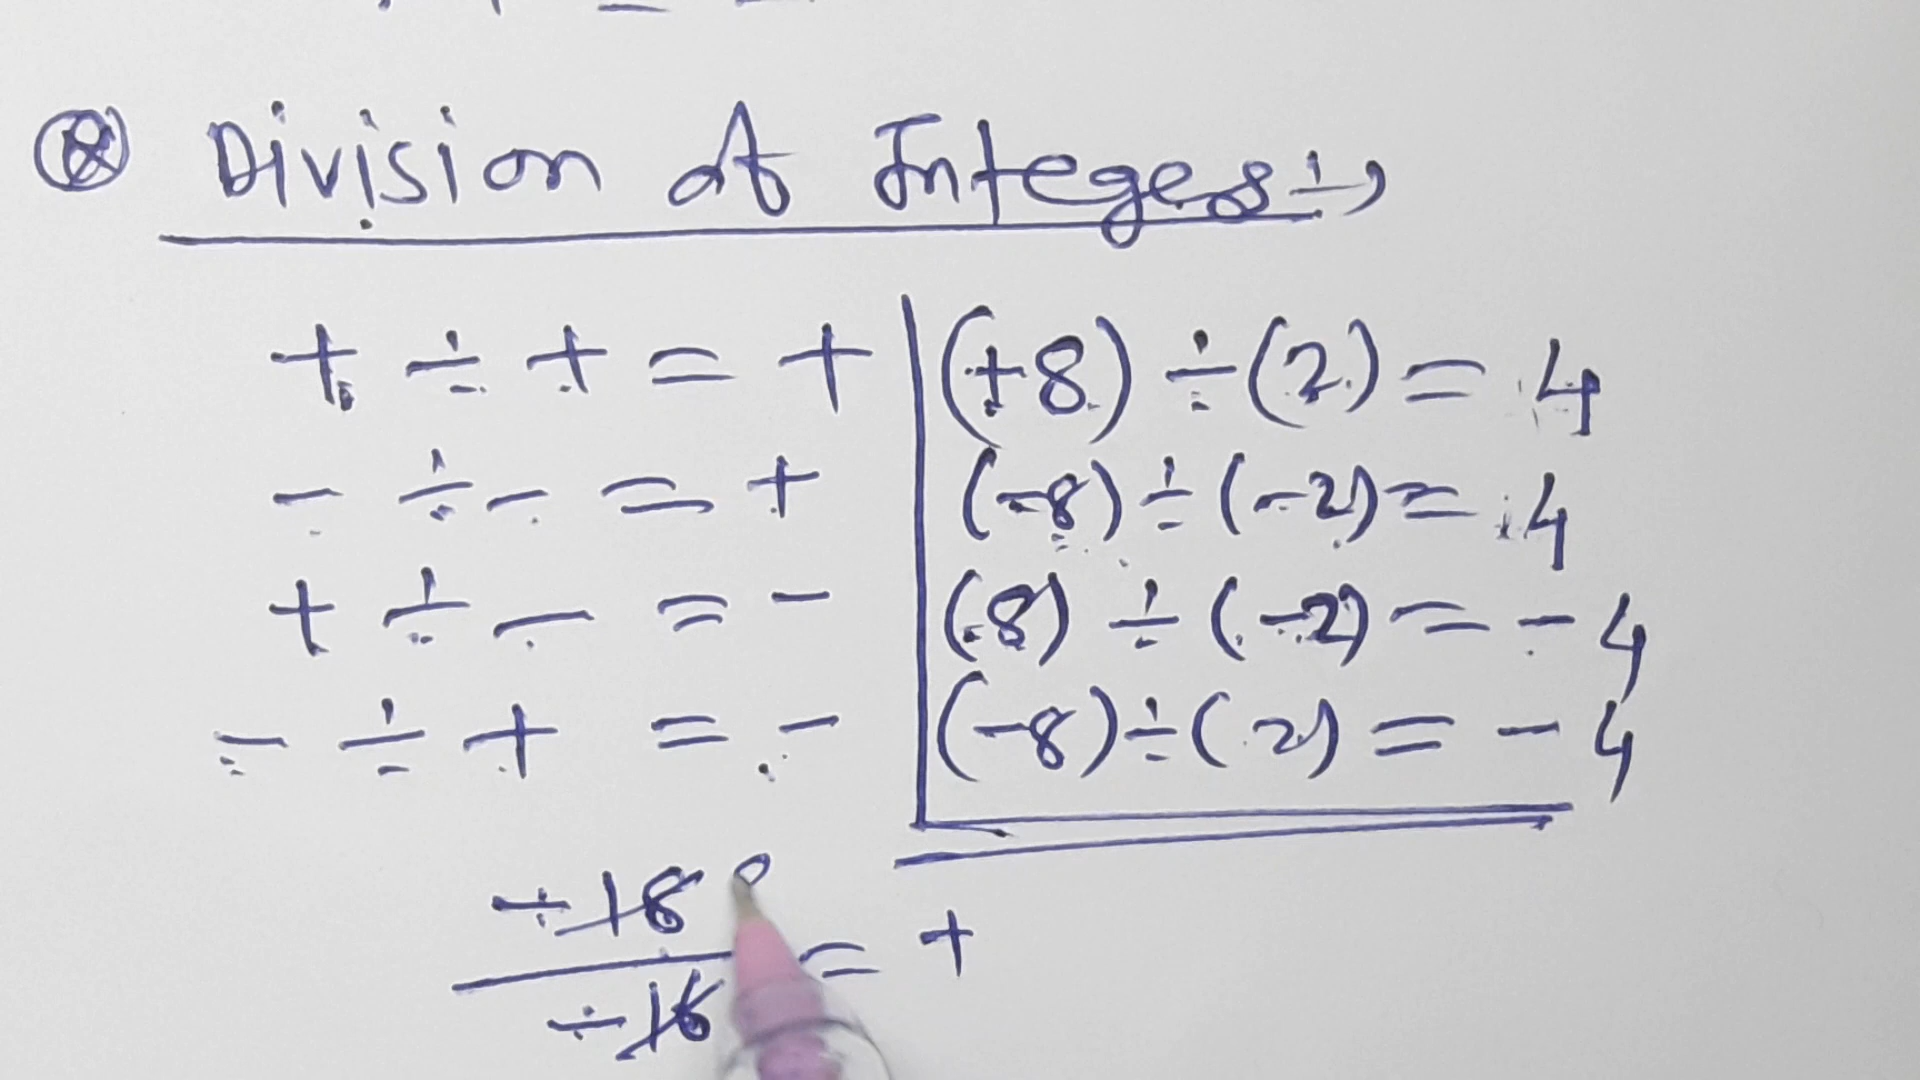 ⊗ Division of Integers :-
+ ÷ + = + | (+8) ÷ (2) = 4
- ÷ - = + | (-8) ÷ (-2) = 4
+ ÷ - = - | (8) ÷ (-2) = -4
- ÷ + = - | (-8) ÷ (2) = -4
-18
-16
= +